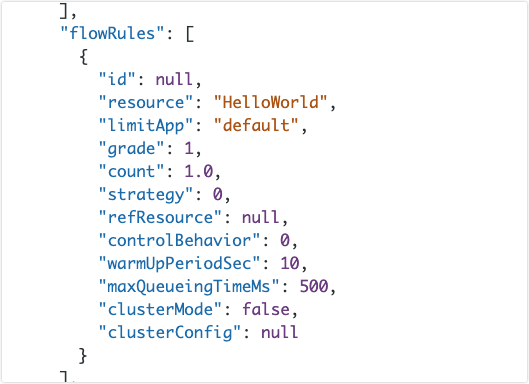 ],
"flowRules": [
{
"id": null,
"resource": "HelloWorld",
"limitApp": "default",
"grade": 1,
"count": 1.0,
"strategy": 0,
"refResource": null,
"controlBehavior": 0,
"warmUpPeriodSec": 10,
"maxQueueingTimeMs": 500,
"clusterMode": false,
"clusterConfig": null
}
],